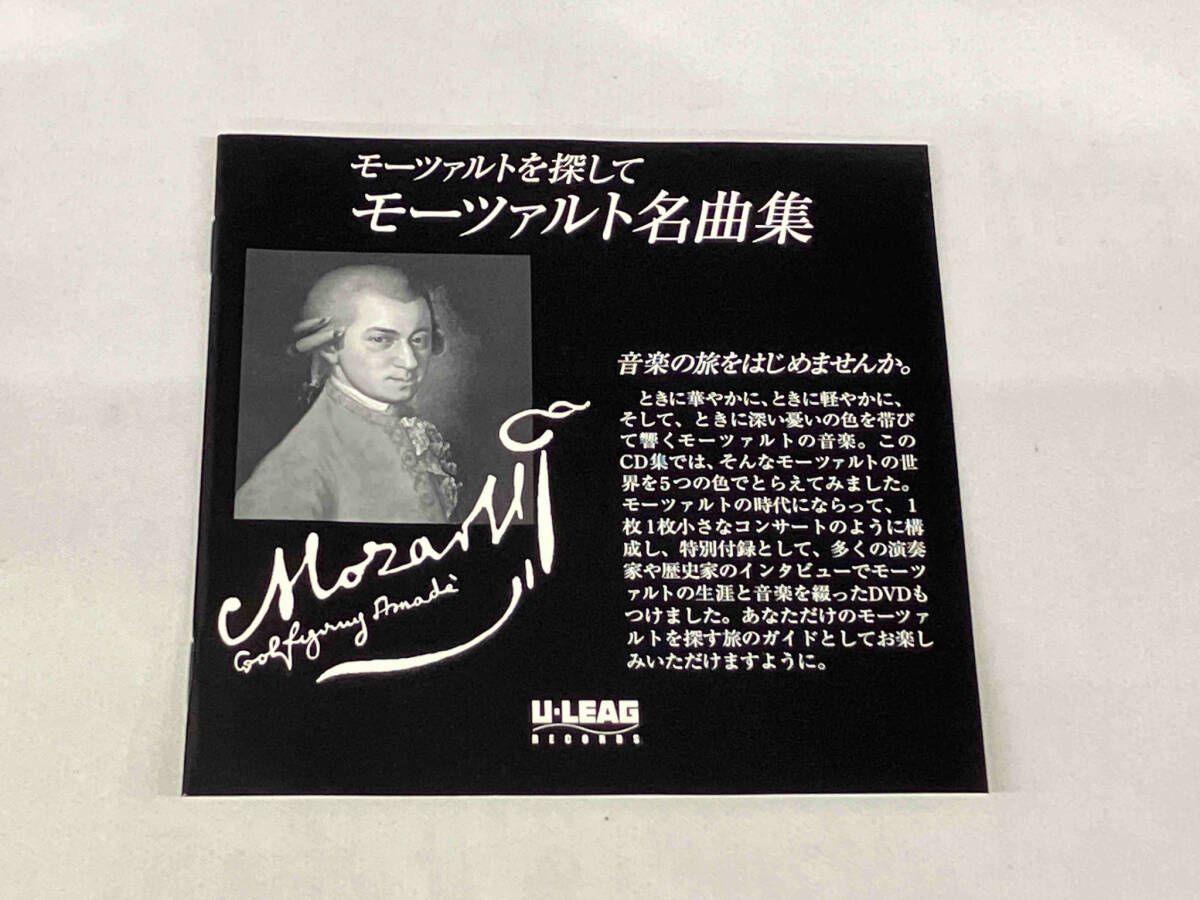 モーツァルトを探して
モーツァルト名曲集
音楽の旅をはじめませんか。
ときに華やかに、ときに軽やかに、
そして、ときに深い憂いの色を帯び
て響くモーツァルトの音楽。この
CD集では、そんなモーツァルトの世
界を5つの色でとらえてみました。
モーツァルトの時代にならって、1
枚1枚小さなコンサートのように構
成し、特別付録として、多くの演奏
家や歴史家のインタビューでモーツ
ァルトの生涯と音楽を綴ったDVDも
つけました。あなただけのモーツァ
ルトを探す旅のガイドとしてお楽し
みいただけますように。
Mozart
Wolfgang Amadè
U・LEAG
RECORDS